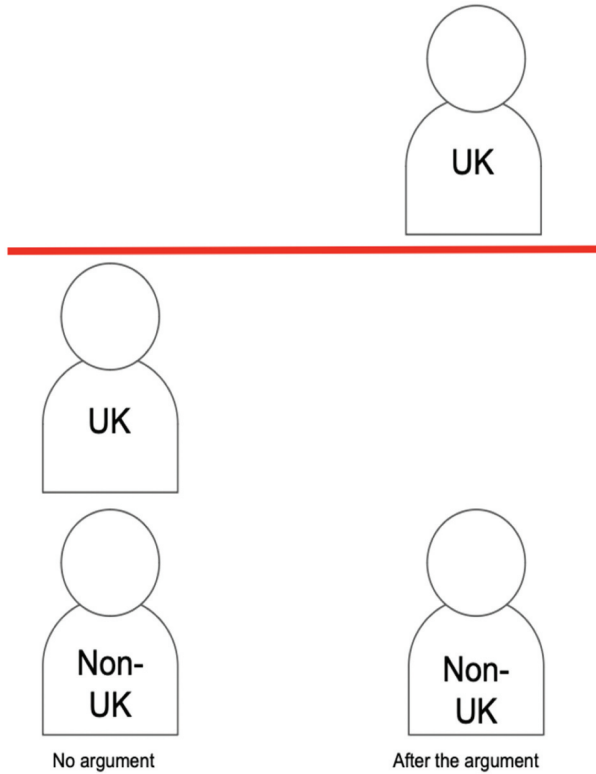 UK
UK
Non-
UK
Non-
UK
No argument
After the argument